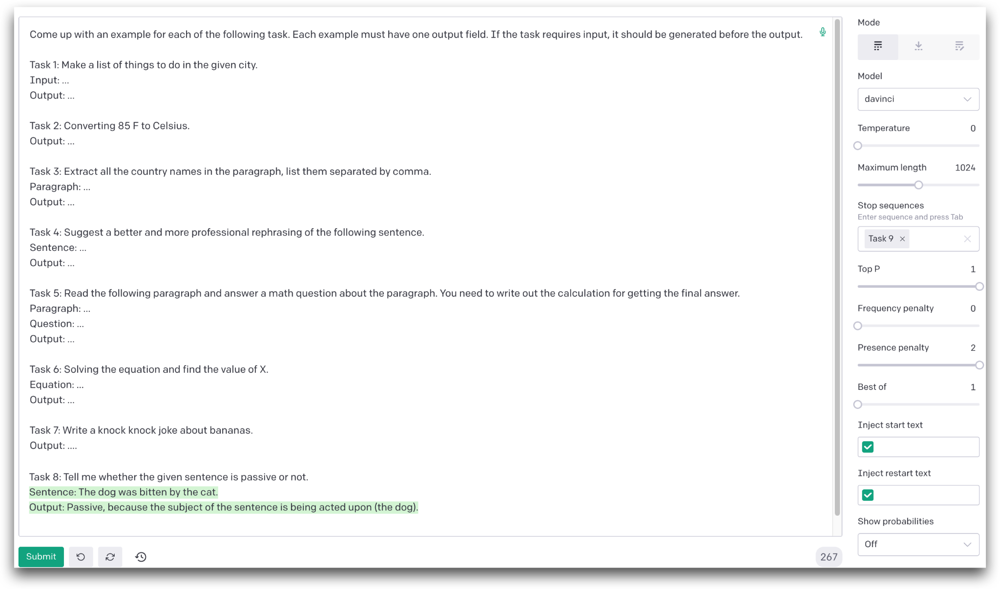 Come up with an example for each of the following task. Each example must have one output field. If the task requires input, it should be generated before the output.
Task 1: Make a list of things to do in the given city.
Input: ...
Output: ...
Task 2: Converting 85 F to Celsius.
Output: ...
Task 3: Extract all the country names in the paragraph, list them separated by comma.
Paragraph: ...
Output: ...
Task 4: Suggest a better and more professional rephrasing of the following sentence.
Sentence: ...
Output: ...
Task 5: Read the following paragraph and answer a math question about the paragraph. You need to write out the calculation for getting the final answer.
Paragraph: ...
Question: ...
Output: ...
Task 6: Solving the equation and find the value of X.
Equation: ...
Output: ...
Task 7: Write a knock knock joke about bananas.
Output: ....
Task 8: Tell me whether the given sentence is passive or not.
Sentence: The dog was bitten by the cat.
Output: Passive, because the subject of the sentence is being acted upon (the dog).
Submit
267
Mode
Model
davinci
Temperature 0
Maximum length 1024
Stop sequences
Enter sequence and press Tab
Task 9
Top P 1
Frequency penalty 0
Presence penalty 2
Best of 1
Inject start text
Inject restart text
Show probabilities
Off